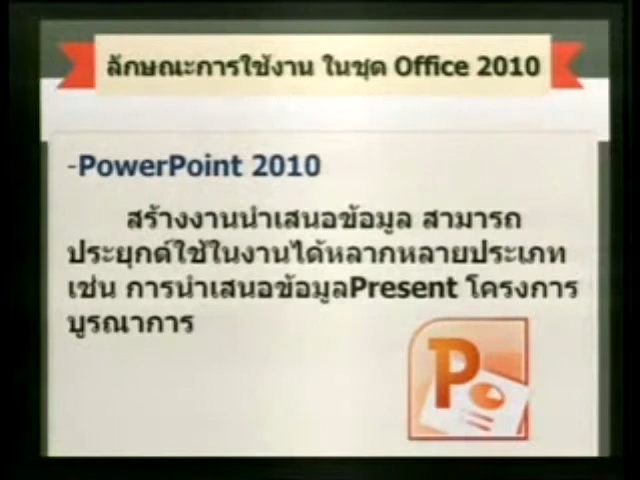 ลักษณะการใช้งาน ในชุด Office 2010
-PowerPoint 2010
สร้างงานนำเสนอข้อมูล สามารถ
ประยุกต์ใช้ในงานได้หลากหลายประเภท
เช่น การนำเสนอข้อมูลPresent โครงการ
บูรณาการ
P